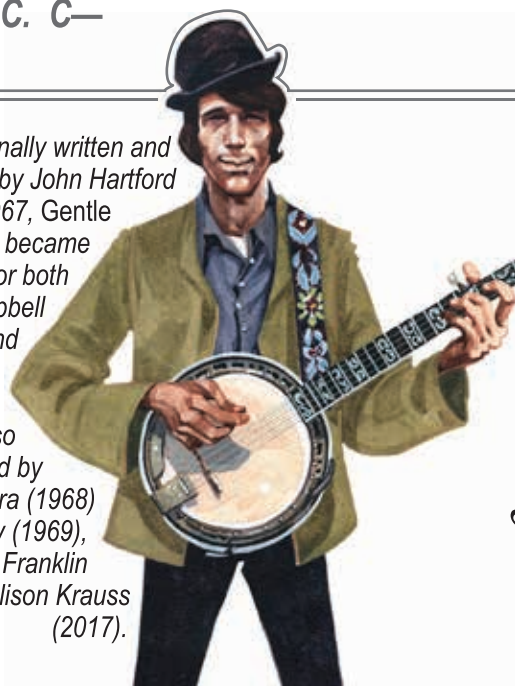 C. C—
nally written and
by John Hartford
67, Gentle
became
or both
pbell
nd
so
d by
ra (1968)
y (1969),
Franklin
lison Krauss
(2017).